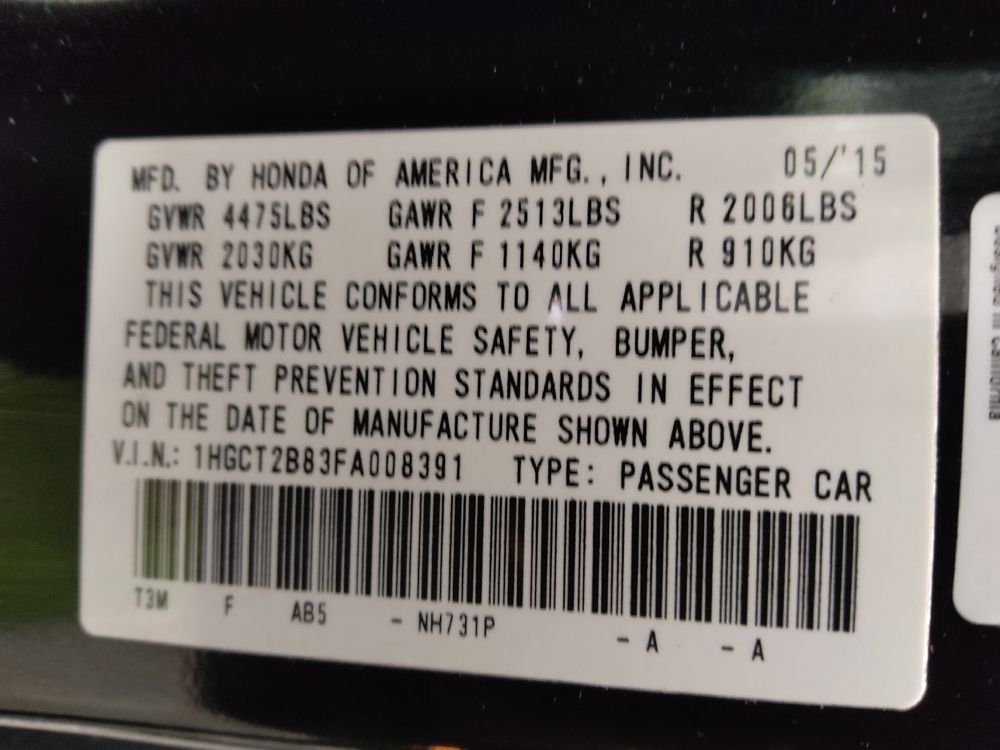 MFD. BY HONDA OF AMERICA MFG., INC. 05/'15
GVWR 4475LBS GAWR F 2513LBS R 2006LBS
GVWR 2030KG GAWR F 1140KG R 910KG
THIS VEHICLE CONFORMS TO ALL APPLICABLE
FEDERAL MOTOR VEHICLE SAFETY, BUMPER,
AND THEFT PREVENTION STANDARDS IN EFFECT
ON THE DATE OF MANUFACTURE SHOWN ABOVE.
V.I.N.: 1HGCT2B83FA008391 TYPE: PASSENGER CAR
T3M F AB5 - NH731P - A - A